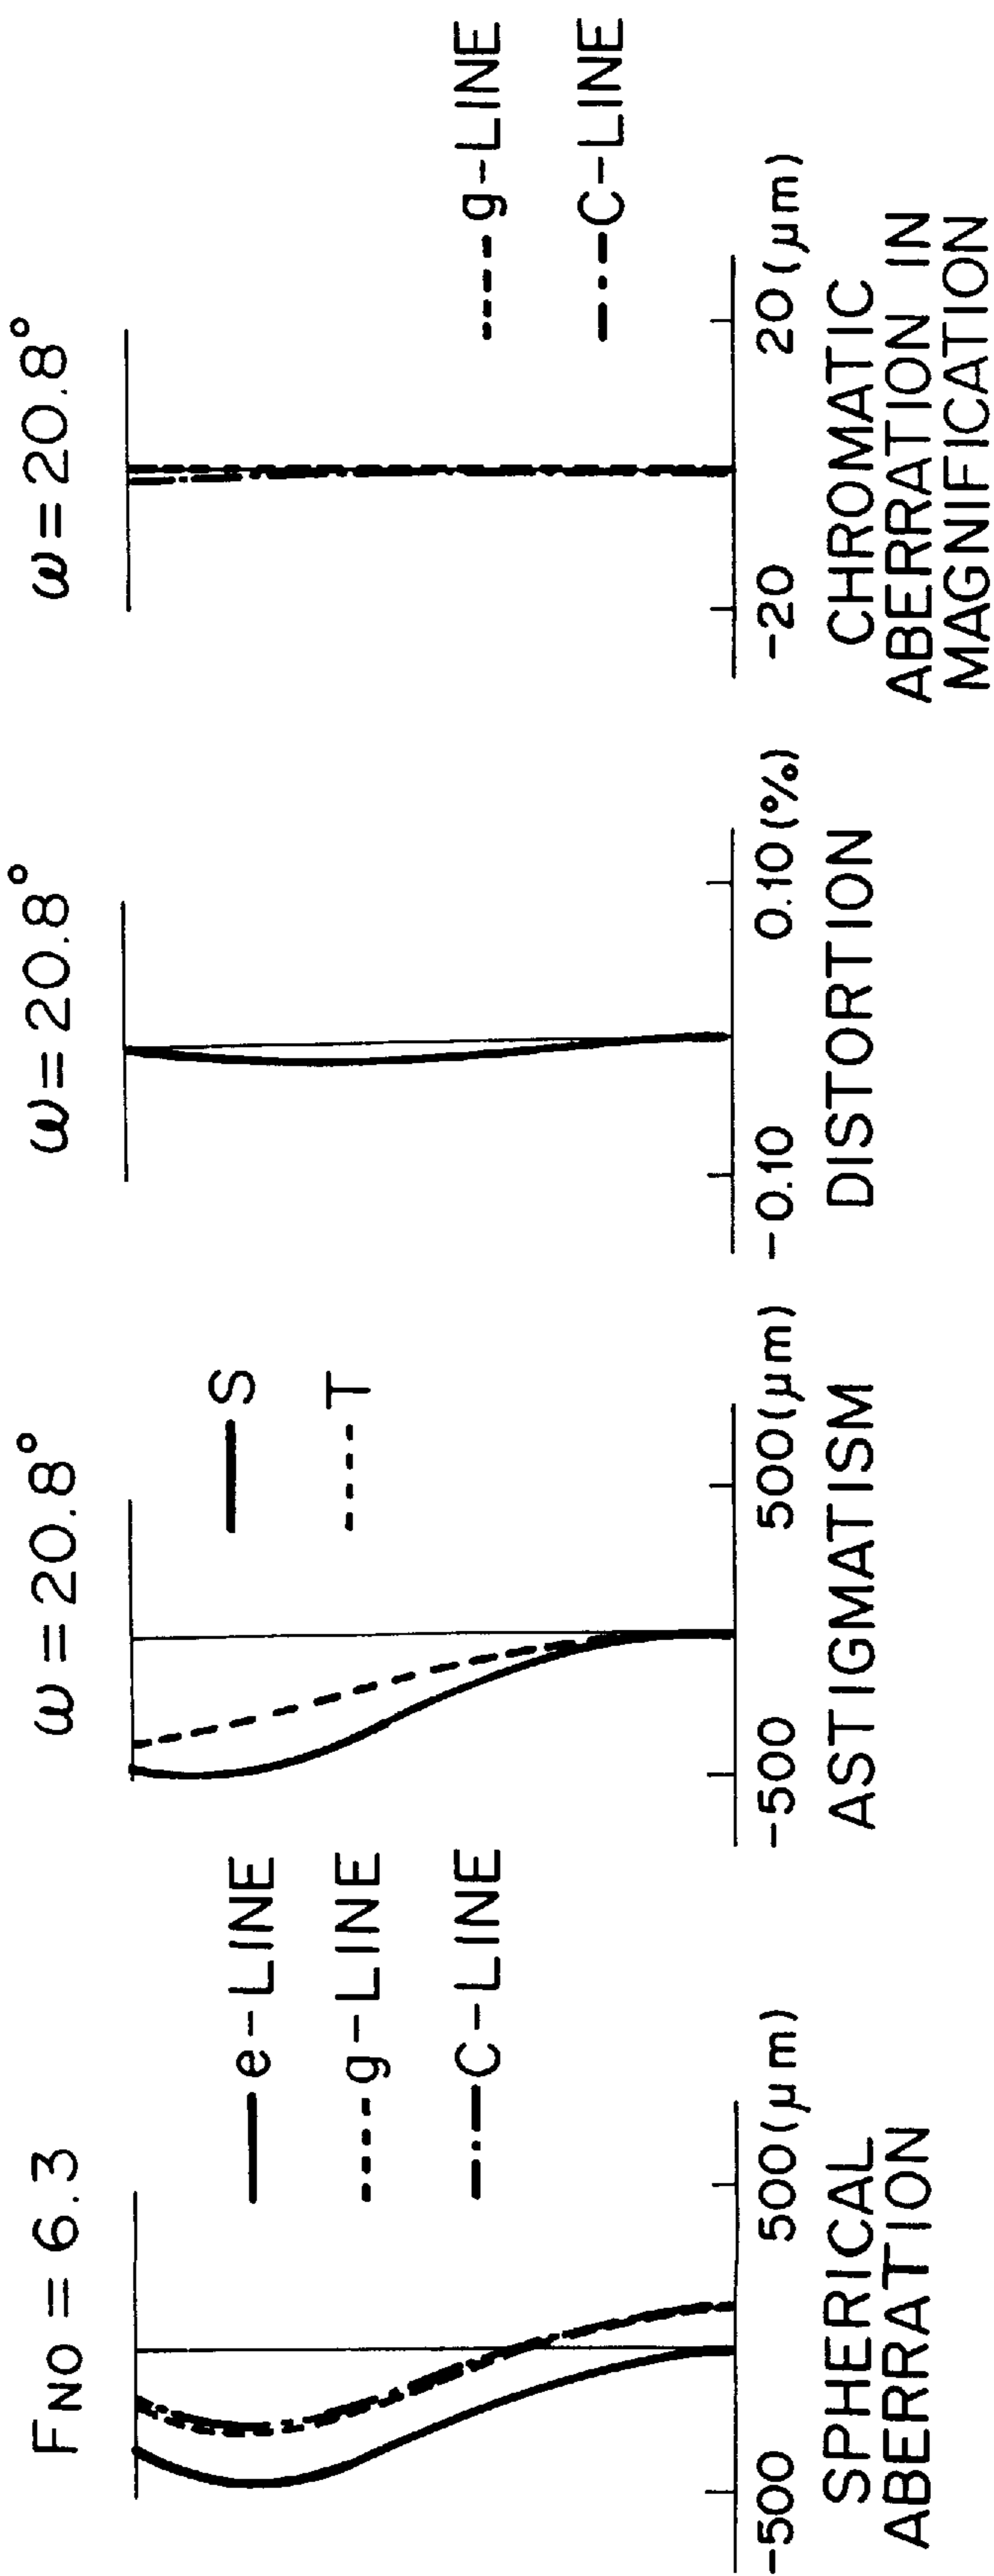 FNO = 6.3
e-LINE
g-LINE
C-LINE
-500
500(μm)
SPHERICAL
ABERRATION
ω = 20.8°
S
T
-500
500(μm)
ASTIGMATISM
ω = 20.8°
-0.10
0.10(%)
DISTORTION
ω = 20.8°
g-LINE
C-LINE
-20
20(μm)
CHROMATIC
ABERRATION IN
MAGNIFICATION